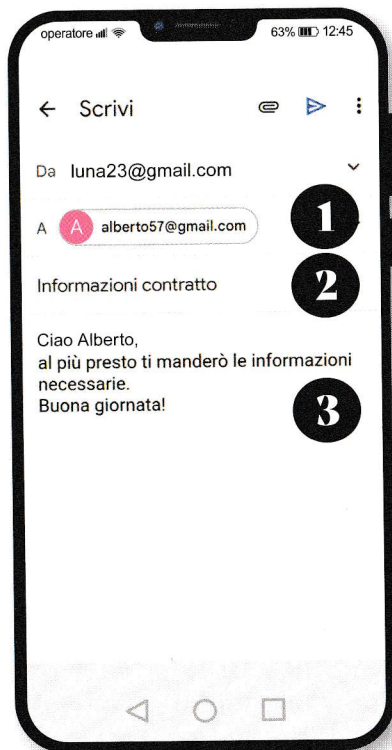 operatore 63% 12:45
Scrivi
Da luna23@gmail.com
A A alberto57@gmail.com 1
Informazioni contratto 2
Ciao Alberto,
al più presto ti manderò le informazioni
necessarie.
Buona giornata! 3